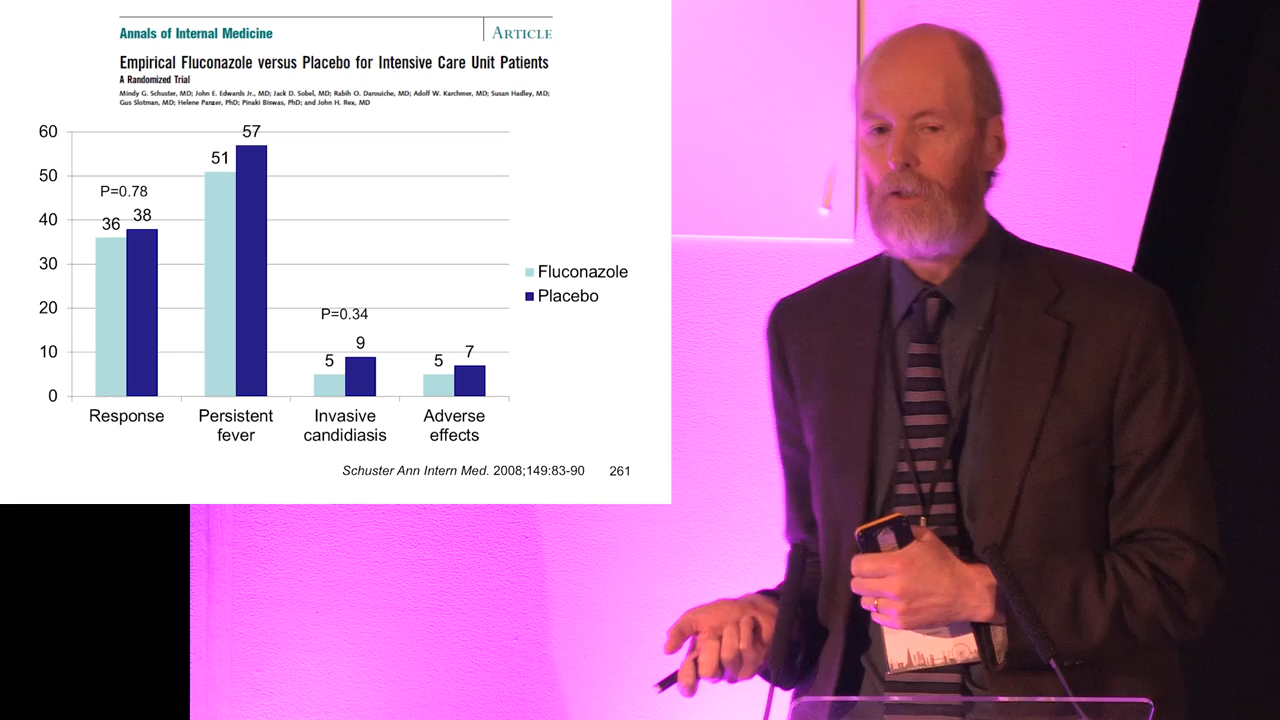 Annals of Internal Medicine
ARTICLE
Empirical Fluconazole versus Placebo for Intensive Care Unit Patients
A Randomized Trial
Mindy G. Schuster, MD; John E. Edwards Jr., MD; Jack D. Sobel, MD; Rabih O. Darouiche, MD; Adolf W. Karchmer, MD; Susan Hadley, MD;
Gus Slotman, MD; Helene Panzer, PhD; Pinaki Biswas, PhD; and John H. Rex, MD
60
50
40
30
20
10
0
P=0.78
36
38
51
57
P=0.34
5
9
5
7
Response
Persistent
fever
Invasive
candidiasis
Adverse
effects
Fluconazole
Placebo
Schuster Ann Intern Med. 2008;149:83-90
261